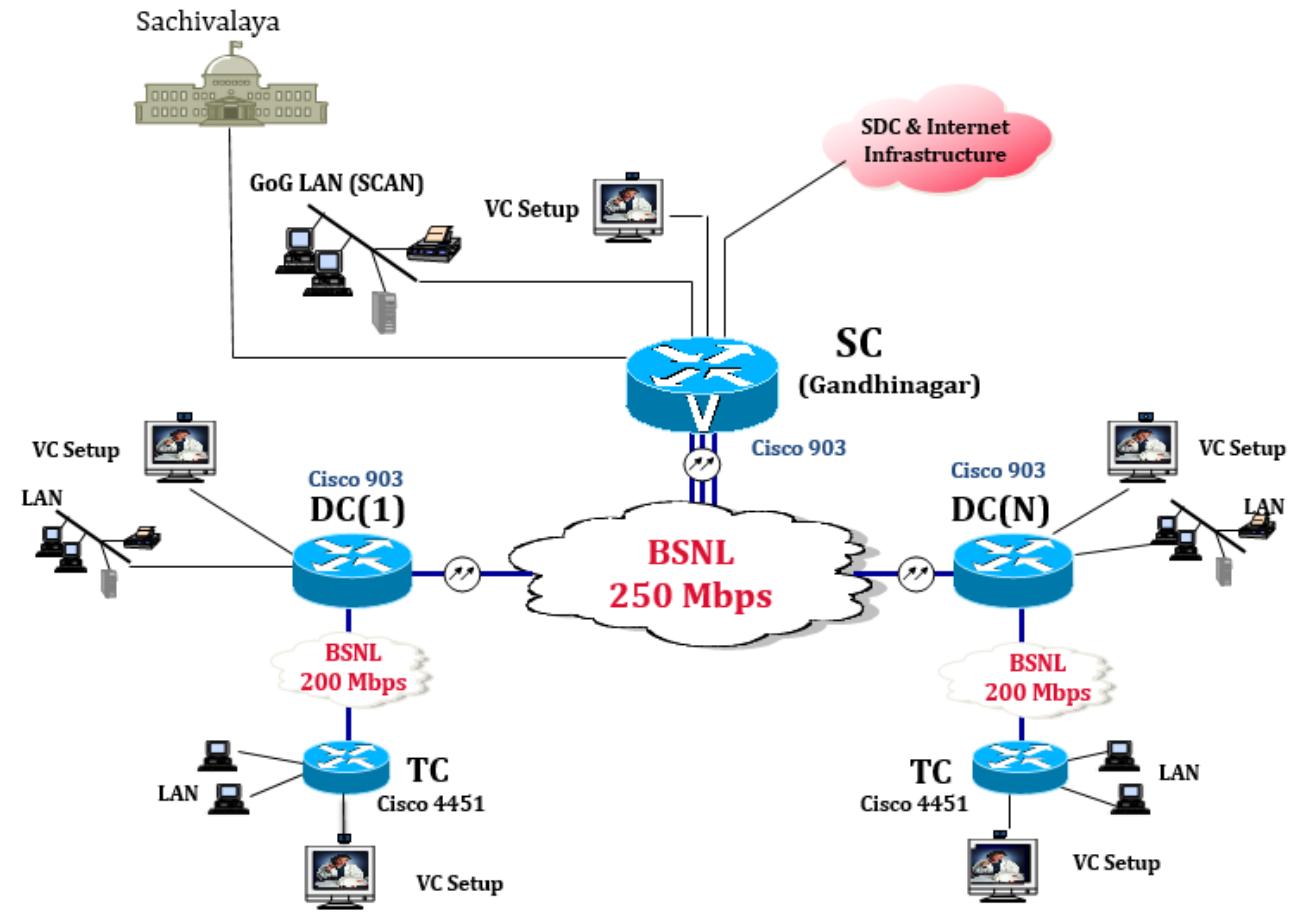 Sachivalaya
SDC & Internet
Infrastructure
GoG LAN (SCAN)
VC Setup
SC
(Gandhinagar)
V
Cisco 903
VC Setup
LAN
Cisco 903
DC(1)
BSNL
250 Mbps
Cisco 903
DC(N)
VC Setup
LAN
BSNL
200 Mbps
BSNL
200 Mbps
TC
Cisco 4451
LAN
VC Setup
TC
Cisco 4451
LAN
VC Setup